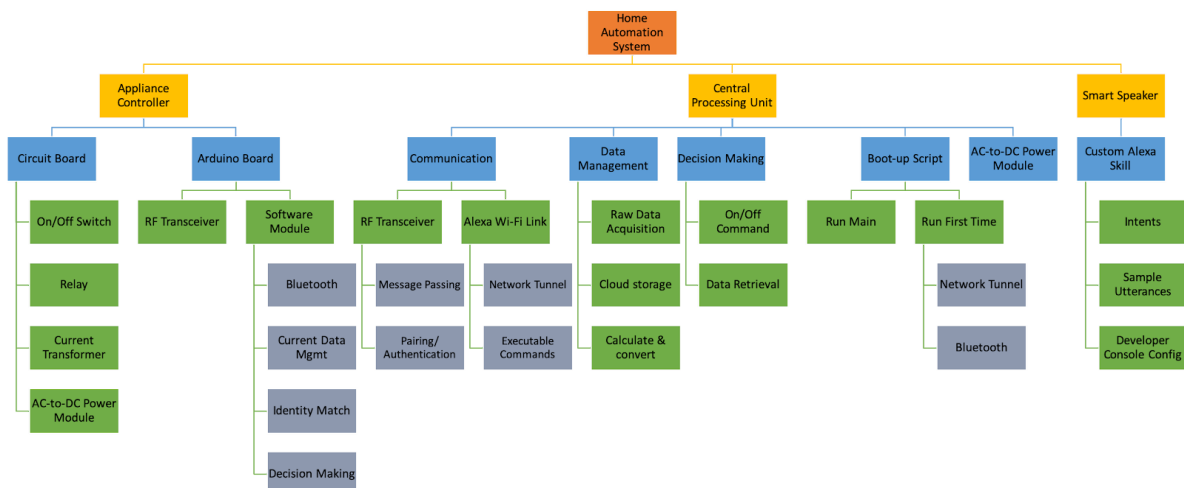 Home
Automation
System
Appliance
Controller
Central
Processing Unit
Smart Speaker
Circuit Board
Arduino Board
Communication
Data
Management
Decision Making
Boot-up Script
AC-to-DC Power
Module
Custom Alexa
Skill
On/Off Switch
RF Transceiver
Software
Module
RF Transceiver
Alexa Wi-Fi Link
Raw Data
Acquisition
On/Off
Command
Run Main
Run First Time
Intents
Relay
Bluetooth
Message Passing
Network Tunnel
Cloud storage
Data Retrieval
Network Tunnel
Sample
Utterances
Current
Transformer
Current Data
Mgmt
Pairing/
Authentication
Executable
Commands
Calculate &
convert
Bluetooth
Developer
Console Config
AC-to-DC Power
Module
Identity Match
Decision Making